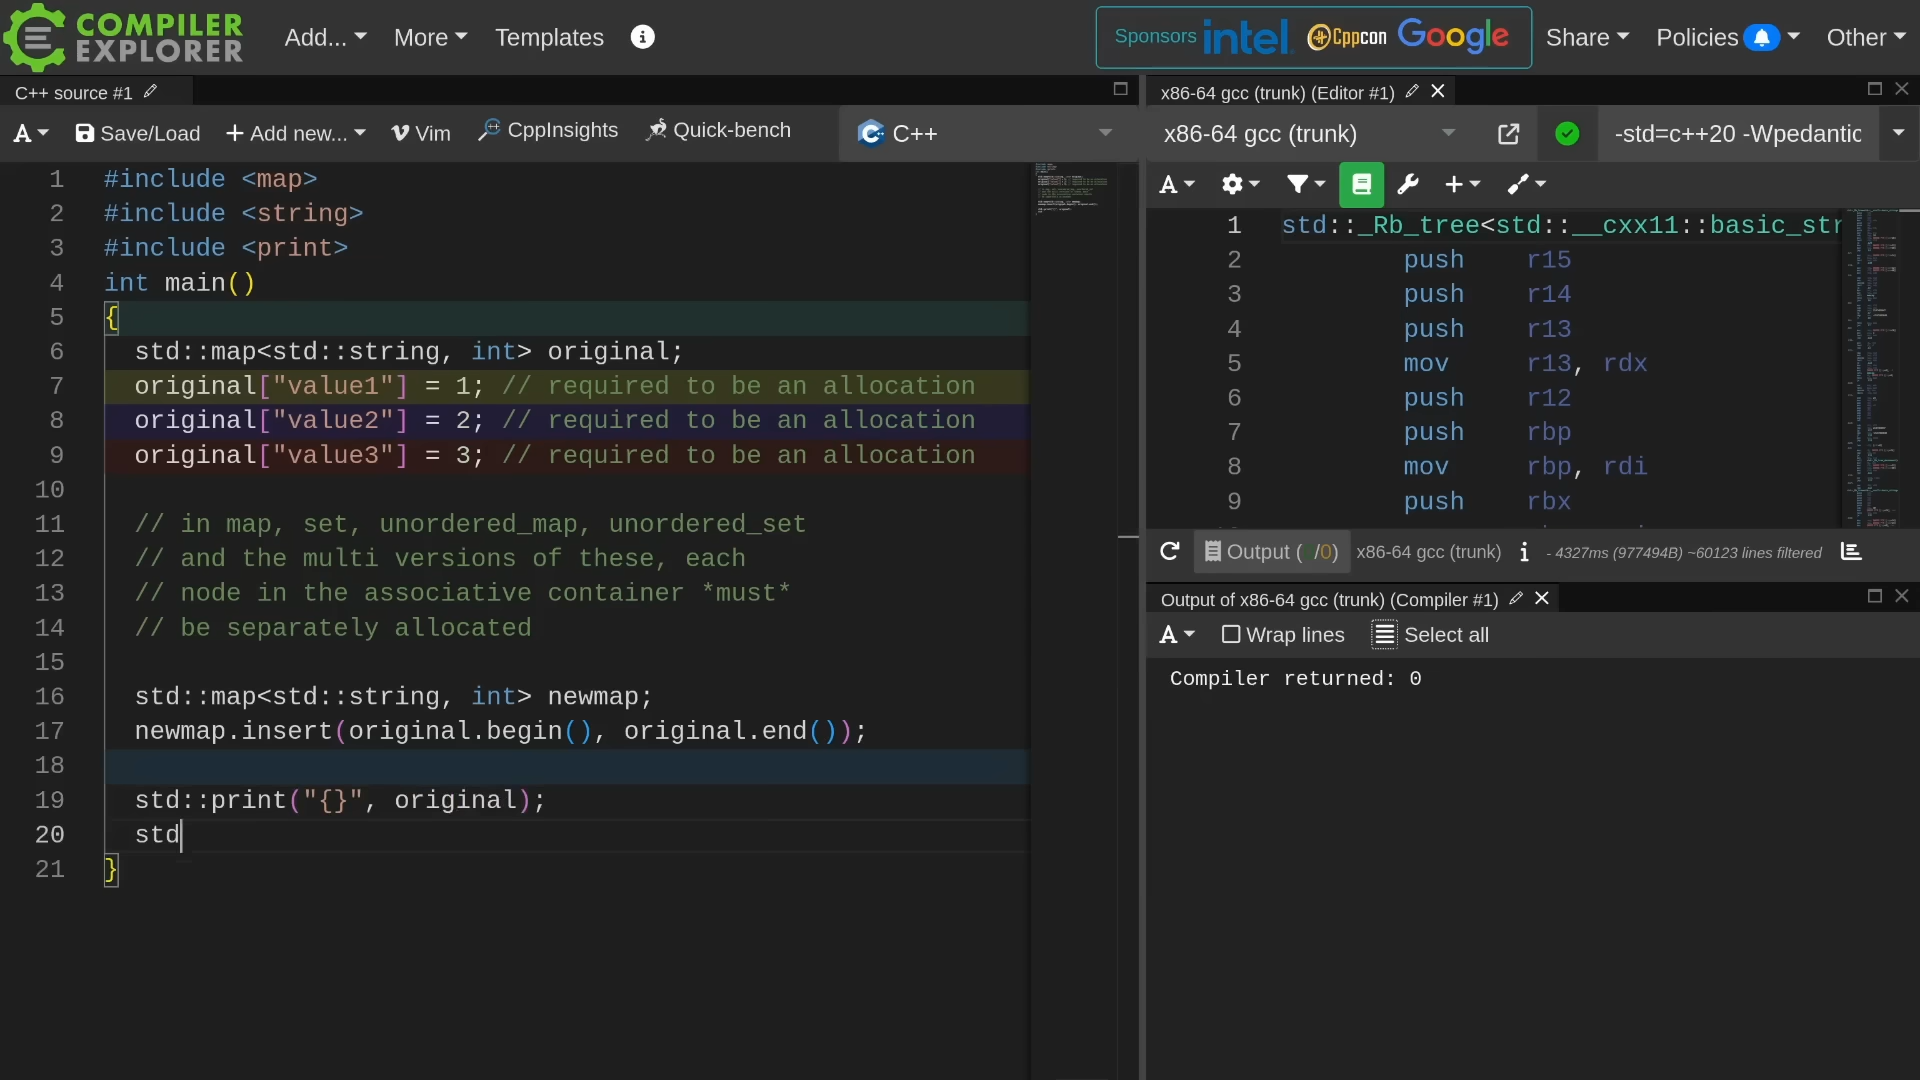 COMPILER
EXPLORER
Add...
More
Templates
Sponsors intel. Cppcon Google
Share
Policies
Other
C++ source #1
A
Save/Load
Add new...
Vim
CppInsights
Quick-bench
C++
1 #include <map>
2 #include <string>
3 #include <print>
4 int main()
5 {
6 std::map<std::string, int> original;
7 original["value1"] = 1; // required to be an allocation
8 original["value2"] = 2; // required to be an allocation
9 original["value3"] = 3; // required to be an allocation
10
11 // in map, set, unordered_map, unordered_set
12 // and the multi versions of these, each
13 // node in the associative container *must*
14 // be separately allocated
15
16 std::map<std::string, int> newmap;
17 newmap.insert(original.begin(), original.end());
18
19 std::print("{}", original);
20 std
21 }
x86-64 gcc (trunk) (Editor #1)
x86-64 gcc (trunk)
-std=c++20 -Wpedantic
A
1 std::_Rb_tree<std::__cxx11::basic_str
2 push r15
3 push r14
4 push r13
5 mov r13, rdx
6 push r12
7 push rbp
8 mov rbp, rdi
9 push rbx
Output ( /0) x86-64 gcc (trunk) i - 4327ms (977494B) ~60123 lines filtered
Output of x86-64 gcc (trunk) (Compiler #1)
A
Wrap lines
Select all
Compiler returned: 0